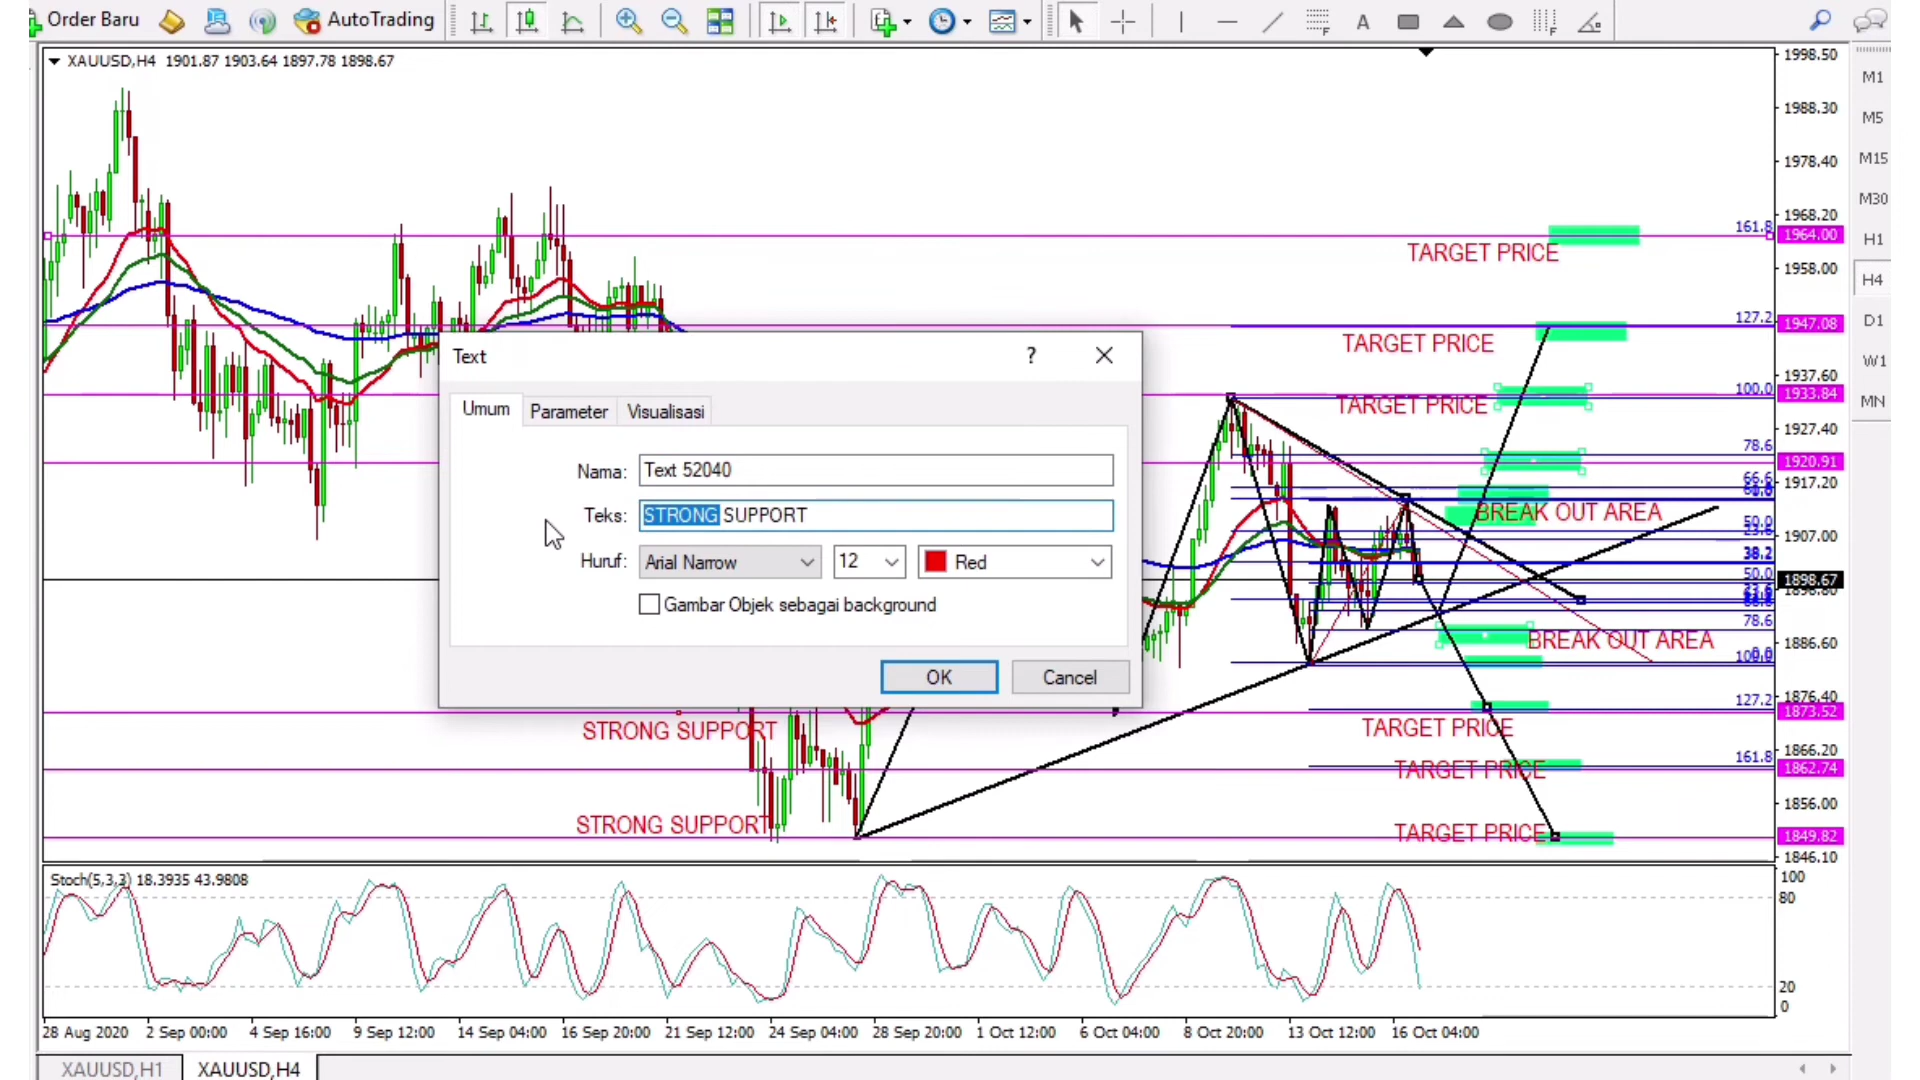 Order Baru AutoTrading A
XAUUSD,H4 1901.87 1903.64 1897.78 1898.67
1998.50
M1
1988.30
M5
1978.40
M15
M30
1968.20
161.8
1964.00
TARGET PRICE
H1
1958.00
H4
127.2
1947.08
TARGET PRICE
D1
W1
1937.60
100.0
1933.84
TARGET PRICE
MN
1927.40
78.6
1920.91
66.6
1917.20
BREAK OUT AREA
50.0
1907.00
38.2
50.0
1898.67
78.6
BREAK OUT AREA
1886.60
1876.40
127.2
1873.52
TARGET PRICE
1866.20
161.8
1862.74
TARGET PRICE
1856.00
TARGET PRICE
1849.82
1846.10
Text ?
Umum Parameter Visualisasi
Nama: Text 52040
Teks: STRONG SUPPORT
Huruf: Arial Narrow 12 Red
Gambar Objek sebagai background
OK Cancel
STRONG SUPPORT
STRONG SUPPORT
Stoch(5,3,3) 18.3935 43.9808
100
80
20
0
28 Aug 2020 2 Sep 00:00 4 Sep 16:00 9 Sep 12:00 14 Sep 04:00 16 Sep 20:00 21 Sep 12:00 24 Sep 04:00 28 Sep 20:00 1 Oct 12:00 6 Oct 04:00 8 Oct 20:00 13 Oct 12:00 16 Oct 04:00
XAUUSD,H1 XAUUSD,H4